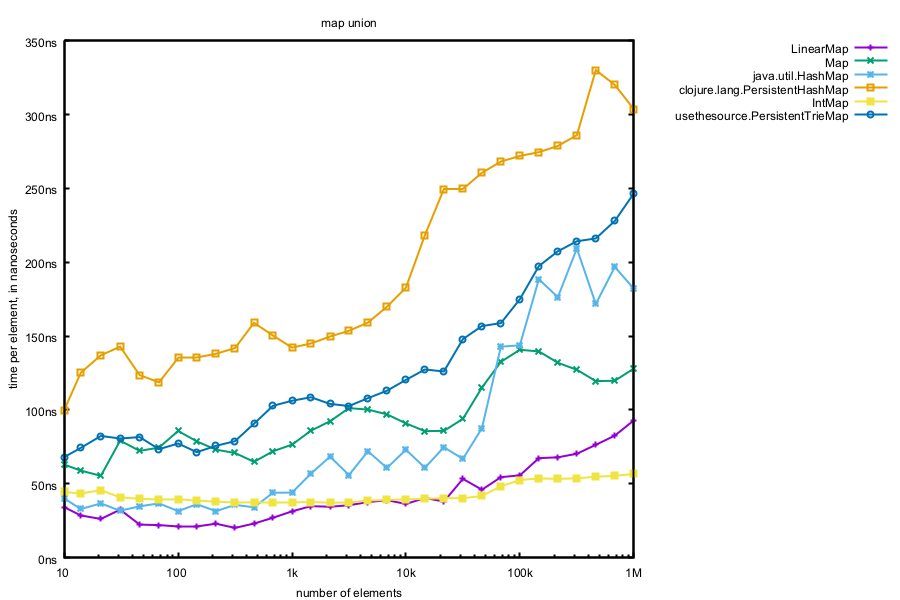 map union
350ns
300ns
250ns
200ns
150ns
100ns
50ns
0ns
time per element, in nanoseconds
10
100
1k
10k
100k
1M
number of elements
LinearMap
Map
java.util.HashMap
clojure.lang.PersistentHashMap
IntMap
usethesource.PersistentTrieMap